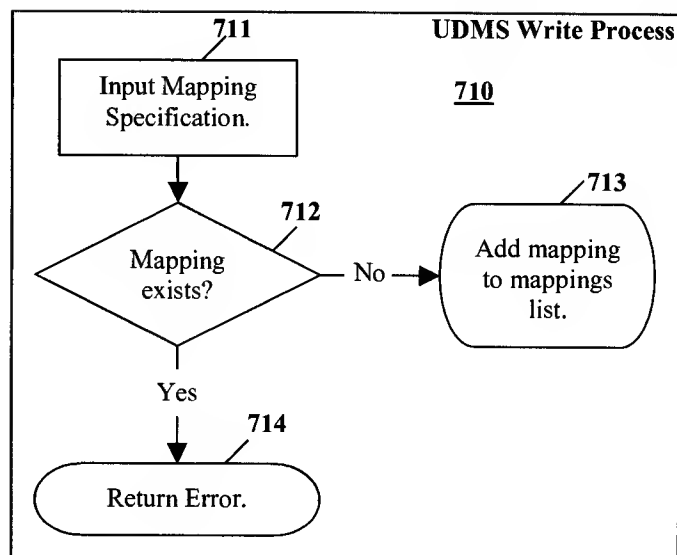 711
UDMS Write Process
Input Mapping
Specification.
710
712
713
Mapping
exists?
No
Add mapping
to mappings
list.
Yes
714
Return Error.